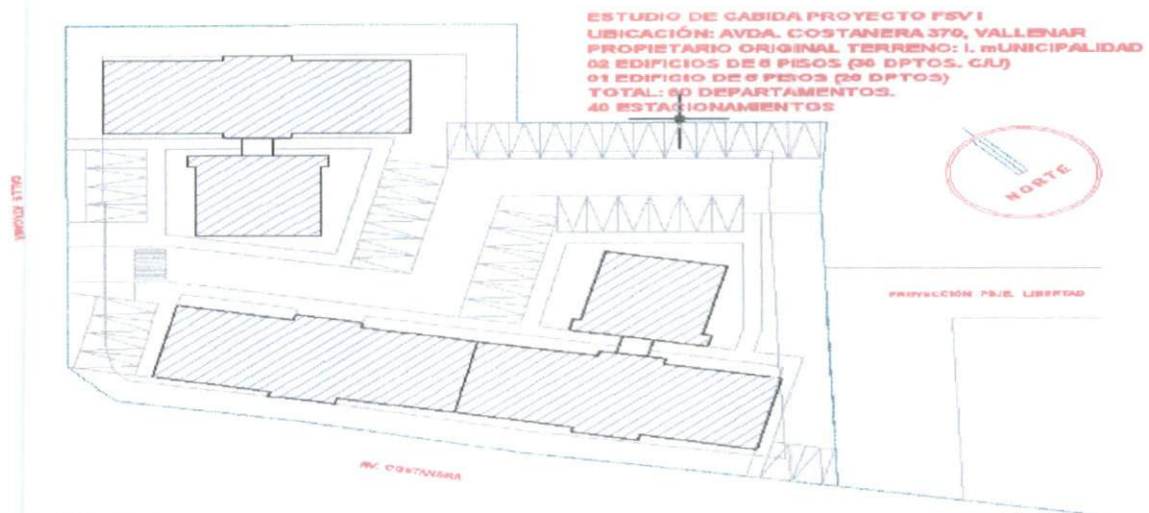 ESTUDIO DE CABIDA PROYECTO FSV I
UBICACIÓN: AVDA. COSTANERA 370, VALLENAR
PROPIETARIO ORIGINAL TERRENO: I. mUNICIPALIDAD
02 EDIFICIOS DE 6 PISOS (30 DPTOS. C/U)
01 EDIFICIO DE 5 PISOS (20 DPTOS)
TOTAL: 80 DEPARTAMENTOS.
40 ESTACIONAMIENTOS
NORTE
CALLE
PROYECCIÓN PSJE. LIBERTAD
AV. COSTANERA